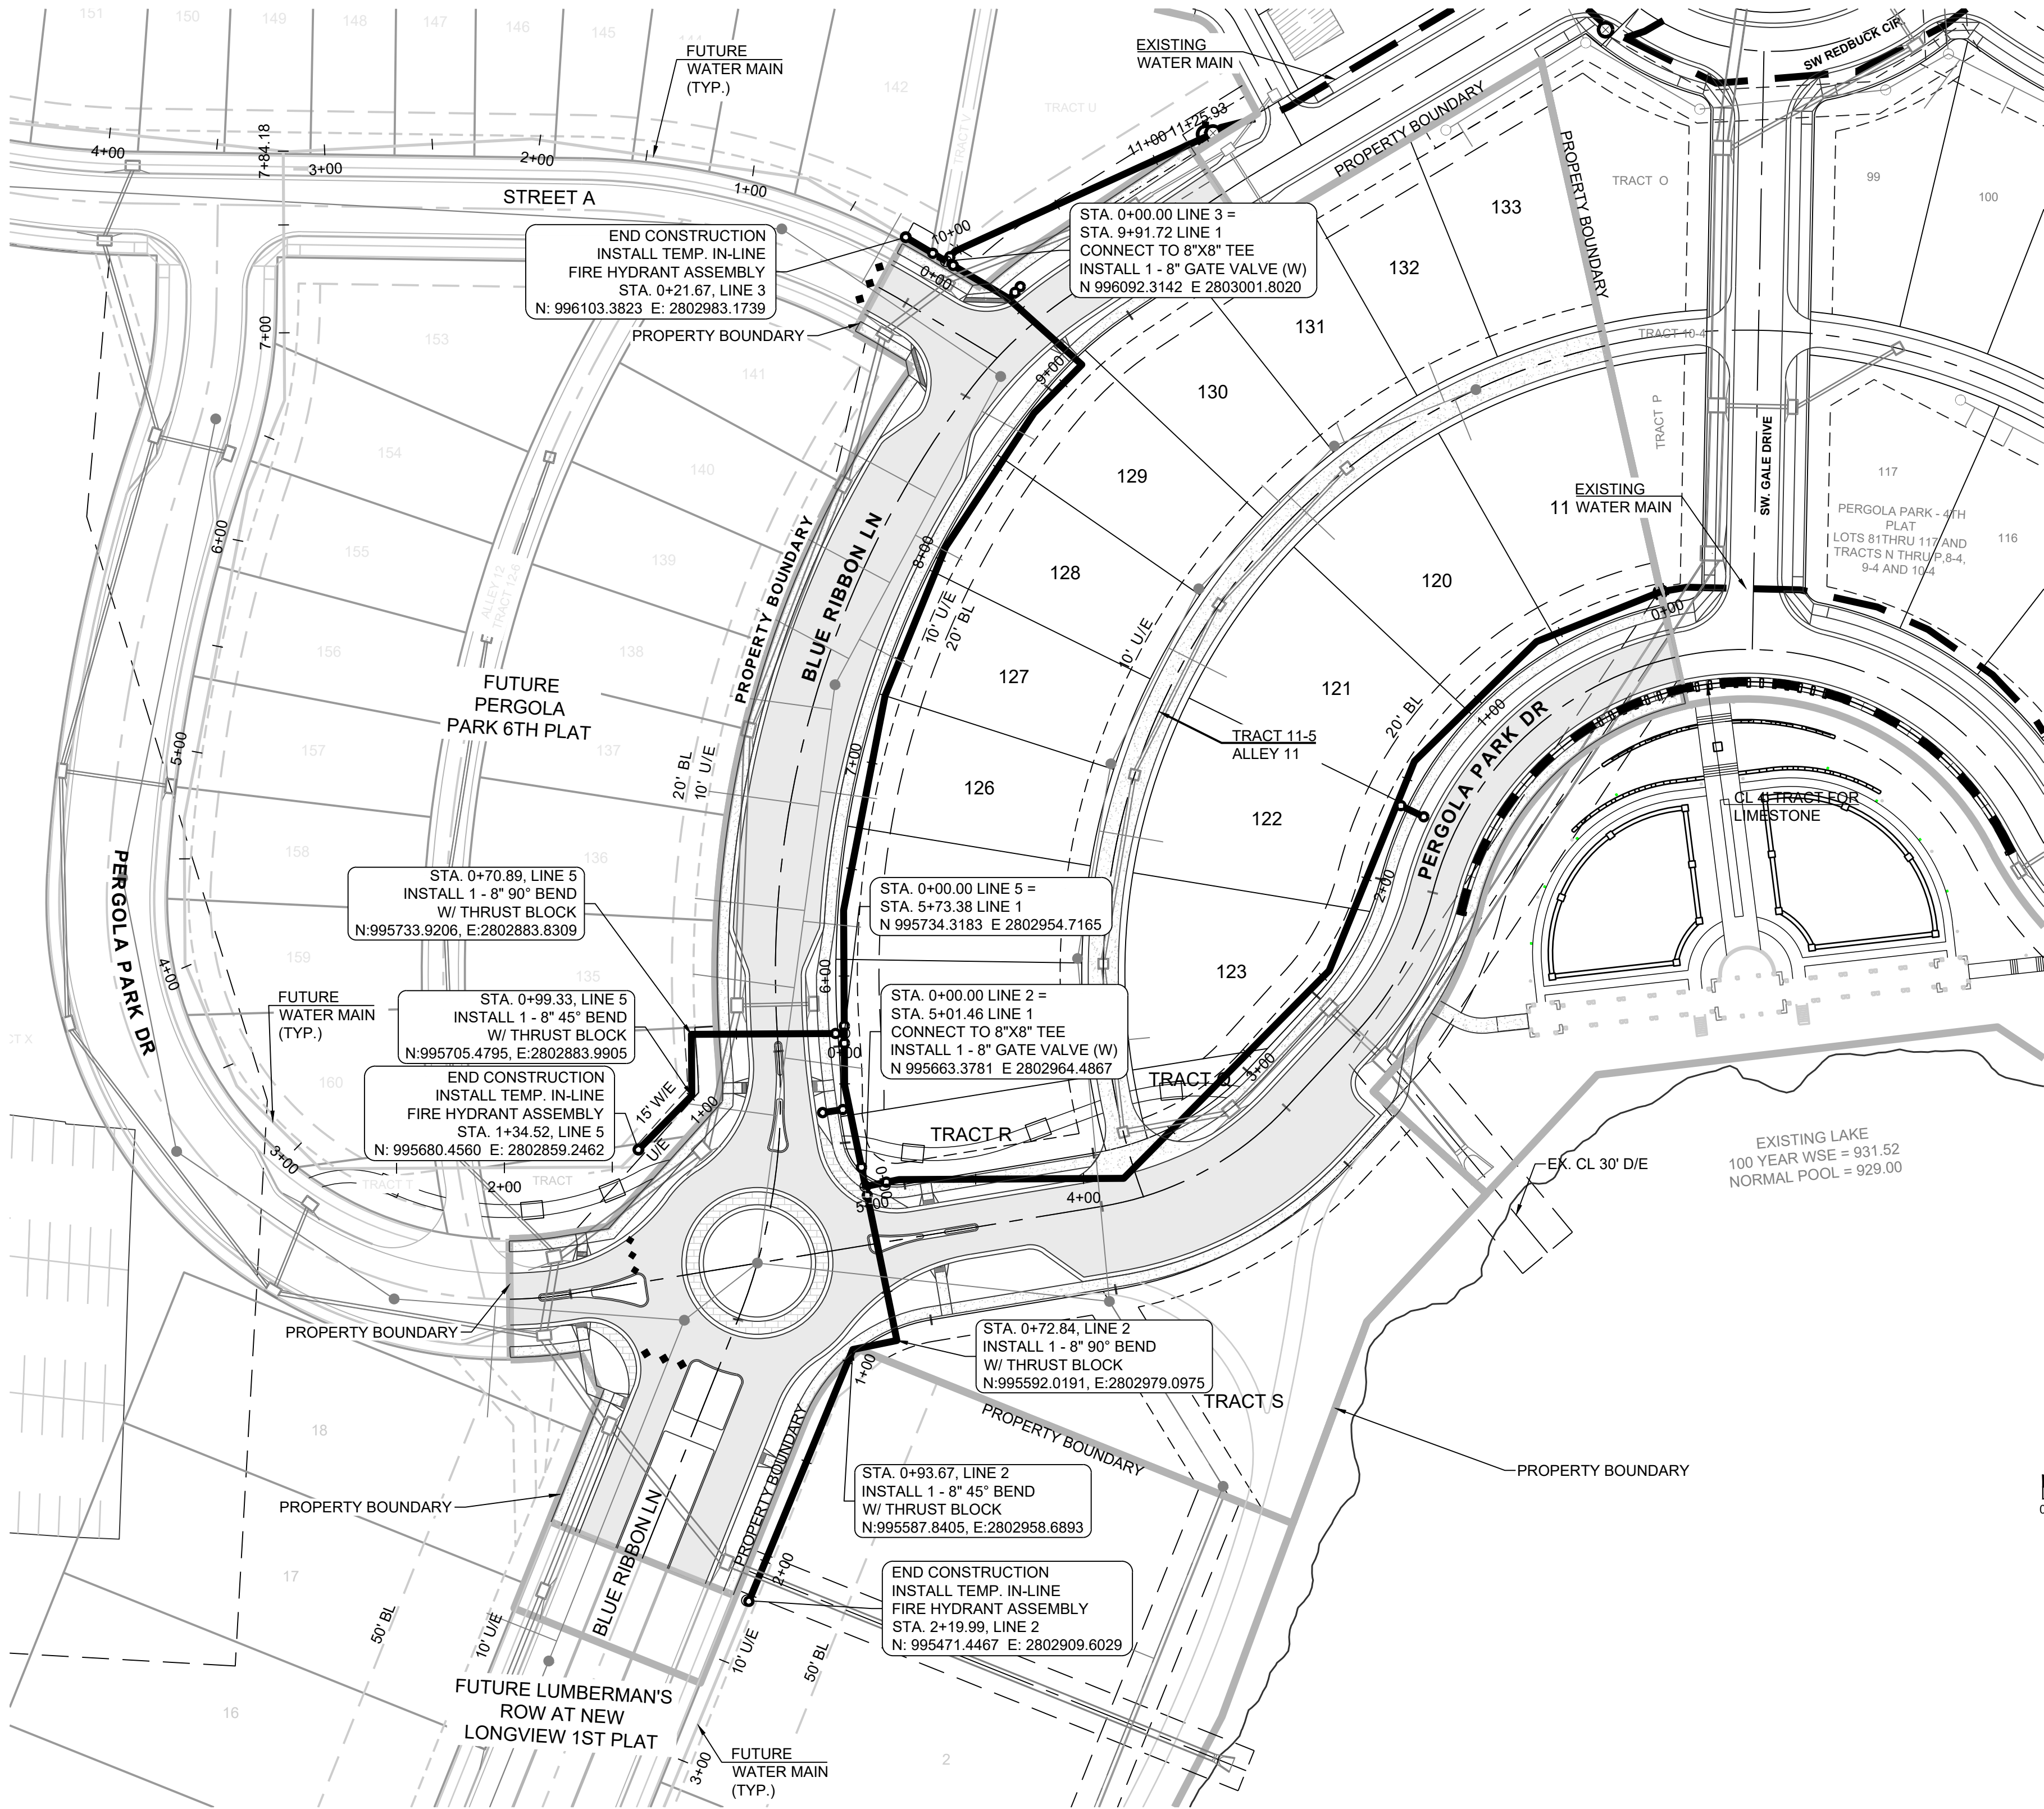 151
150
149
148
147
146
145
142
TRACT U
TRACT V
FUTURE
WATER MAIN
(TYP.)
EXISTING
WATER MAIN
SW REDBUCK CIR
11+00
11+25.93
4+00
7+84.18
3+00
2+00
1+00
STREET A
PROPERTY BOUNDARY
PROPERTY BOUNDARY
TRACT O
99
100
133
132
131
130
129
128
127
126
END CONSTRUCTION
INSTALL TEMP. IN-LINE
FIRE HYDRANT ASSEMBLY
STA. 0+21.67, LINE 3
N: 996103.3823 E: 2802983.1739
PROPERTY BOUNDARY
10+00
0+00
STA. 0+00.00 LINE 3 =
STA. 9+91.72 LINE 1
CONNECT TO 8"X8" TEE
INSTALL 1 - 8" GATE VALVE (W)
N 996092.3142 E 2803001.8020
TRACT 10-4
TRACT P
SW. GALE DRIVE
EXISTING
11 WATER MAIN
117
PERGOLA PARK - 4TH
PLAT
LOTS 81THRU 117 AND
TRACTS N THRU P,8-4,
9-4 AND 10-4
116
7+00
153
141
154
140
155
139
156
138
157
137
158
136
159
135
160
6+00
5+00
4+00
3+00
2+00
ALLEY 12
TRACT 12-6
FUTURE
PERGOLA
PARK 6TH PLAT
PROPERTY BOUNDARY
BLUE RIBBON LN
9+00
8+00
7+00
6+00
10' U/E
20' BL
20' BL
10' U/E
10' U/E
120
121
122
123
TRACT 11-5
ALLEY 11
20' BL
0+00
1+00
2+00
3+00
4+00
5+00
PERGOLA PARK DR
CL 4' TRACT FOR
LIMESTONE
PERGOLA PARK DR
STA. 0+70.89, LINE 5
INSTALL 1 - 8" 90° BEND
W/ THRUST BLOCK
N:995733.9206, E:2802883.8309
STA. 0+00.00 LINE 5 =
STA. 5+73.38 LINE 1
N 995734.3183 E 2802954.7165
FUTURE
WATER MAIN
(TYP.)
STA. 0+99.33, LINE 5
INSTALL 1 - 8" 45° BEND
W/ THRUST BLOCK
N:995705.4795, E:2802883.9905
STA. 0+00.00 LINE 2 =
STA. 5+01.46 LINE 1
CONNECT TO 8"X8" TEE
INSTALL 1 - 8" GATE VALVE (W)
N 995663.3781 E 2802964.4867
END CONSTRUCTION
INSTALL TEMP. IN-LINE
FIRE HYDRANT ASSEMBLY
STA. 1+34.52, LINE 5
N: 995680.4560 E: 2802859.2462
15' W/E
U/E
1+00
0+00
TRACT T
TRACT
TRACT R
EXISTING LAKE
100 YEAR WSE = 931.52
NORMAL POOL = 929.00
EX. CL 30' D/E
PROPERTY BOUNDARY
STA. 0+72.84, LINE 2
INSTALL 1 - 8" 90° BEND
W/ THRUST BLOCK
N:995592.0191, E:2802979.0975
TRACT S
PROPERTY BOUNDARY
1+00
18
17
16
2
PROPERTY BOUNDARY
PROPERTY BOUNDARY
PROPERTY BOUNDARY
STA. 0+93.67, LINE 2
INSTALL 1 - 8" 45° BEND
W/ THRUST BLOCK
N:995587.8405, E:2802958.6893
BLUE RIBBON LN
2+00
END CONSTRUCTION
INSTALL TEMP. IN-LINE
FIRE HYDRANT ASSEMBLY
STA. 2+19.99, LINE 2
N: 995471.4467 E: 2802909.6029
50' BL
10' U/E
10' U/E
50' BL
FUTURE LUMBERMAN'S
ROW AT NEW
LONGVIEW 1ST PLAT
3+00
FUTURE
WATER MAIN
(TYP.)